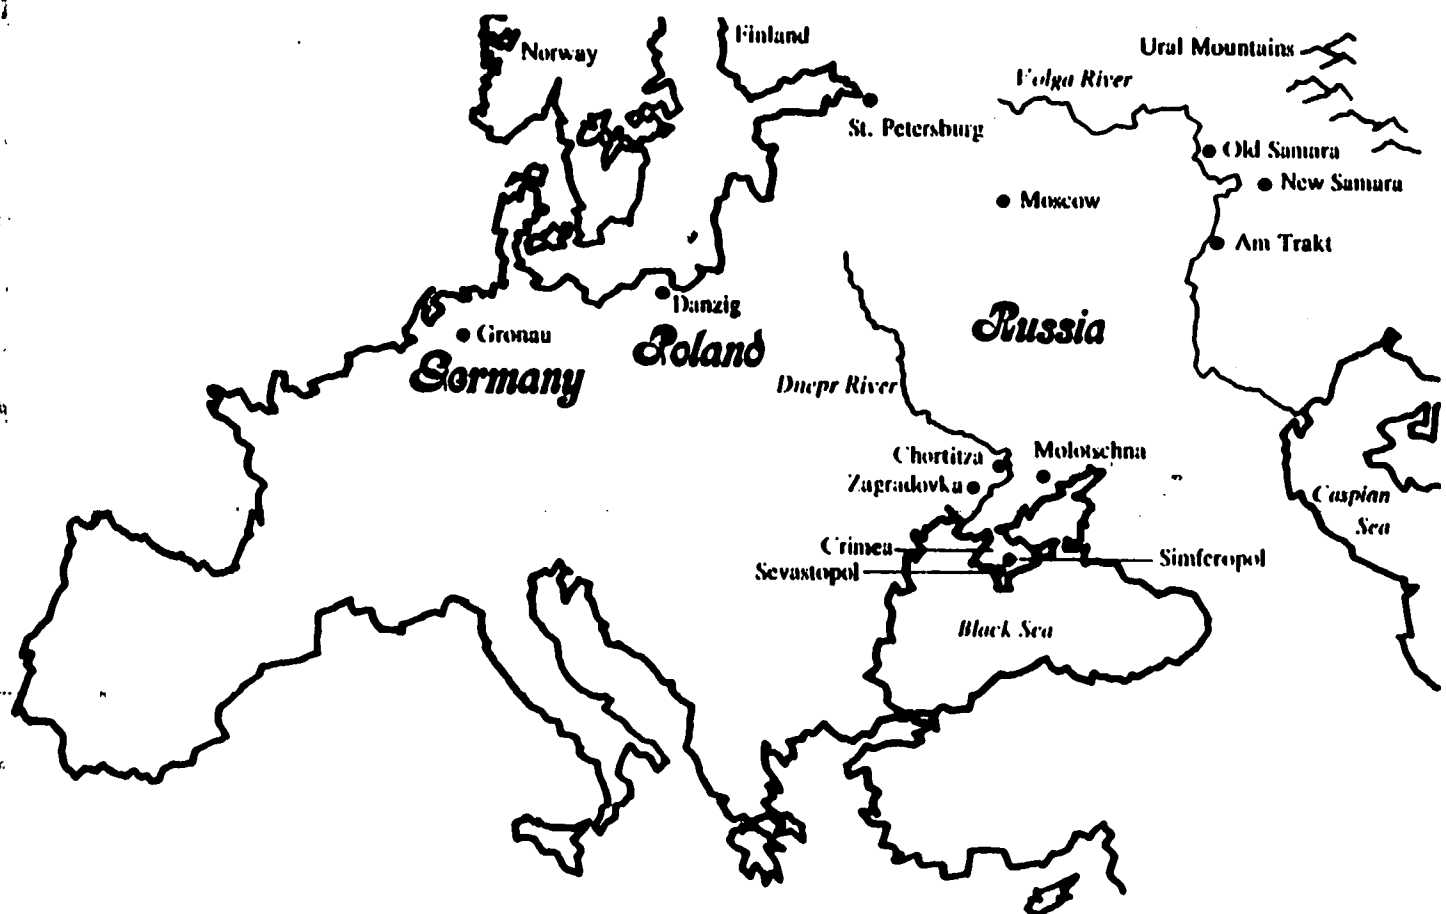 Norway
Finland
Ural Mountains
Volga River
St. Petersburg
Old Samara
New Samara
Moscow
Am Trakt
Danzig
Gronau
Poland
Russia
Germany
Dnepr River
Chortitza
Molotschna
Zagradovka
Caspian
Sea
Crimea
Simferopol
Sevastopol
Black Sea